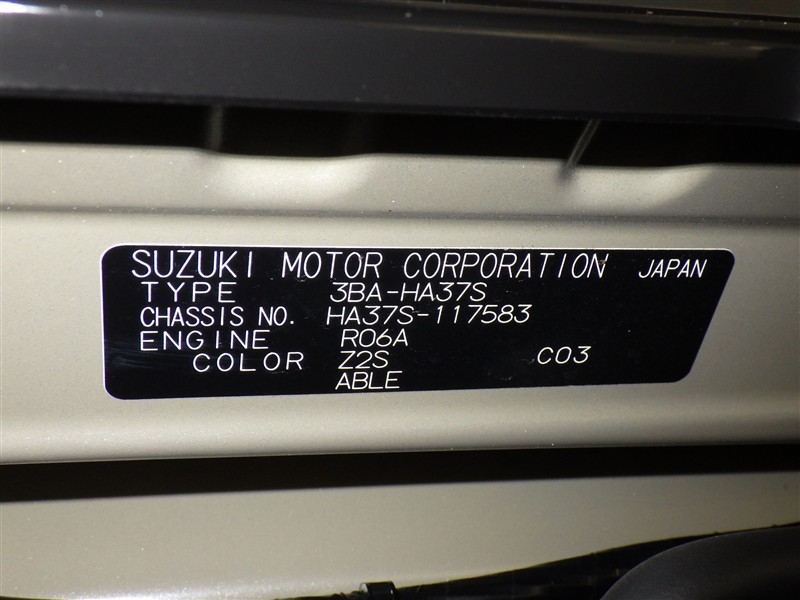 SUZUKI MOTOR CORPORATION JAPAN
TYPE 3BA-HA37S
CHASSIS NO. HA37S-117583
ENGINE R06A
COLOR Z2S C03
ABLE